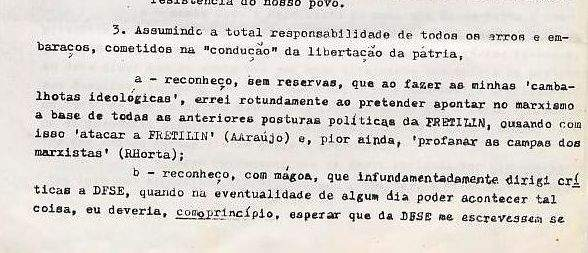 resistência do nosso povo.
3. Assumindo a total responsabilidade de todos os erros e em-
baraços, cometidos na "condução" da libertação da pátria,
a - reconheço, sem reservas, que ao fazer as minhas 'camba-
lhotas ideológicas', errei rotundamente ao pretender apontar no marxismo
a base de todas as anteriores posturas políticas da FRETILIN, ousando com
isso 'atacar a FRETILIN' (AAraújo) e, pior ainda, 'profanar as campas dos
marxistas' (RHorta);
b - reconheço, com mágoa, que infundamentadamente dirigi crí
ticas a DFSE, quando na eventualidade de algum dia poder acontecer tal
coisa, eu deveria, comoprincípio, esperar que da DFSE me escrevessem se